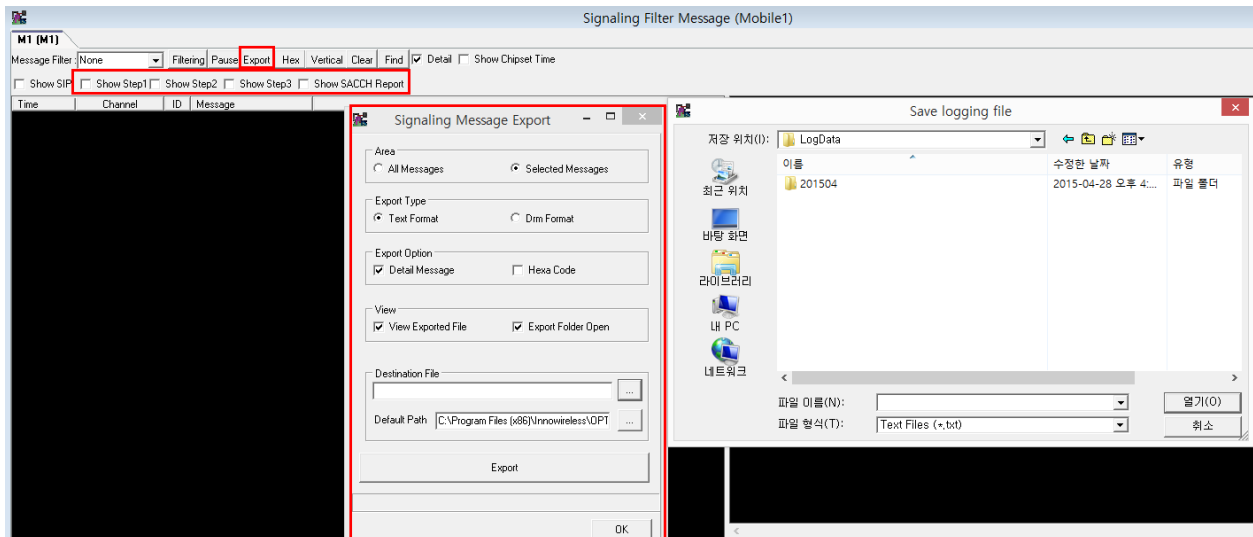 Signaling Filter Message (Mobile1)
M1 (M1)
Message Filter: None Filtering Pause Export Hex Vertical Clear Find Detail Show Chipset Time
Show SIP Show Step1 Show Step2 Show Step3 Show SACCH Report
Time Channel ID Message
Signaling Message Export
Area
All Messages Selected Messages
Export Type
Text Format Drm Format
Export Option
Detail Message Hexa Code
View
View Exported File Export Folder Open
Destination File
...
Default Path C:\Program Files (x86)\Innowireless\OPT ...
Export
OK
Save logging file
저장 위치(I): LogData
이름 수정한 날짜 유형
201504 2015-04-28 오후 4:... 파일 폴더
최근 위치
바탕 화면
라이브러리
내 PC
네트워크
파일 이름(N): 열기(O)
파일 형식(T): Text Files (*.txt) 취소